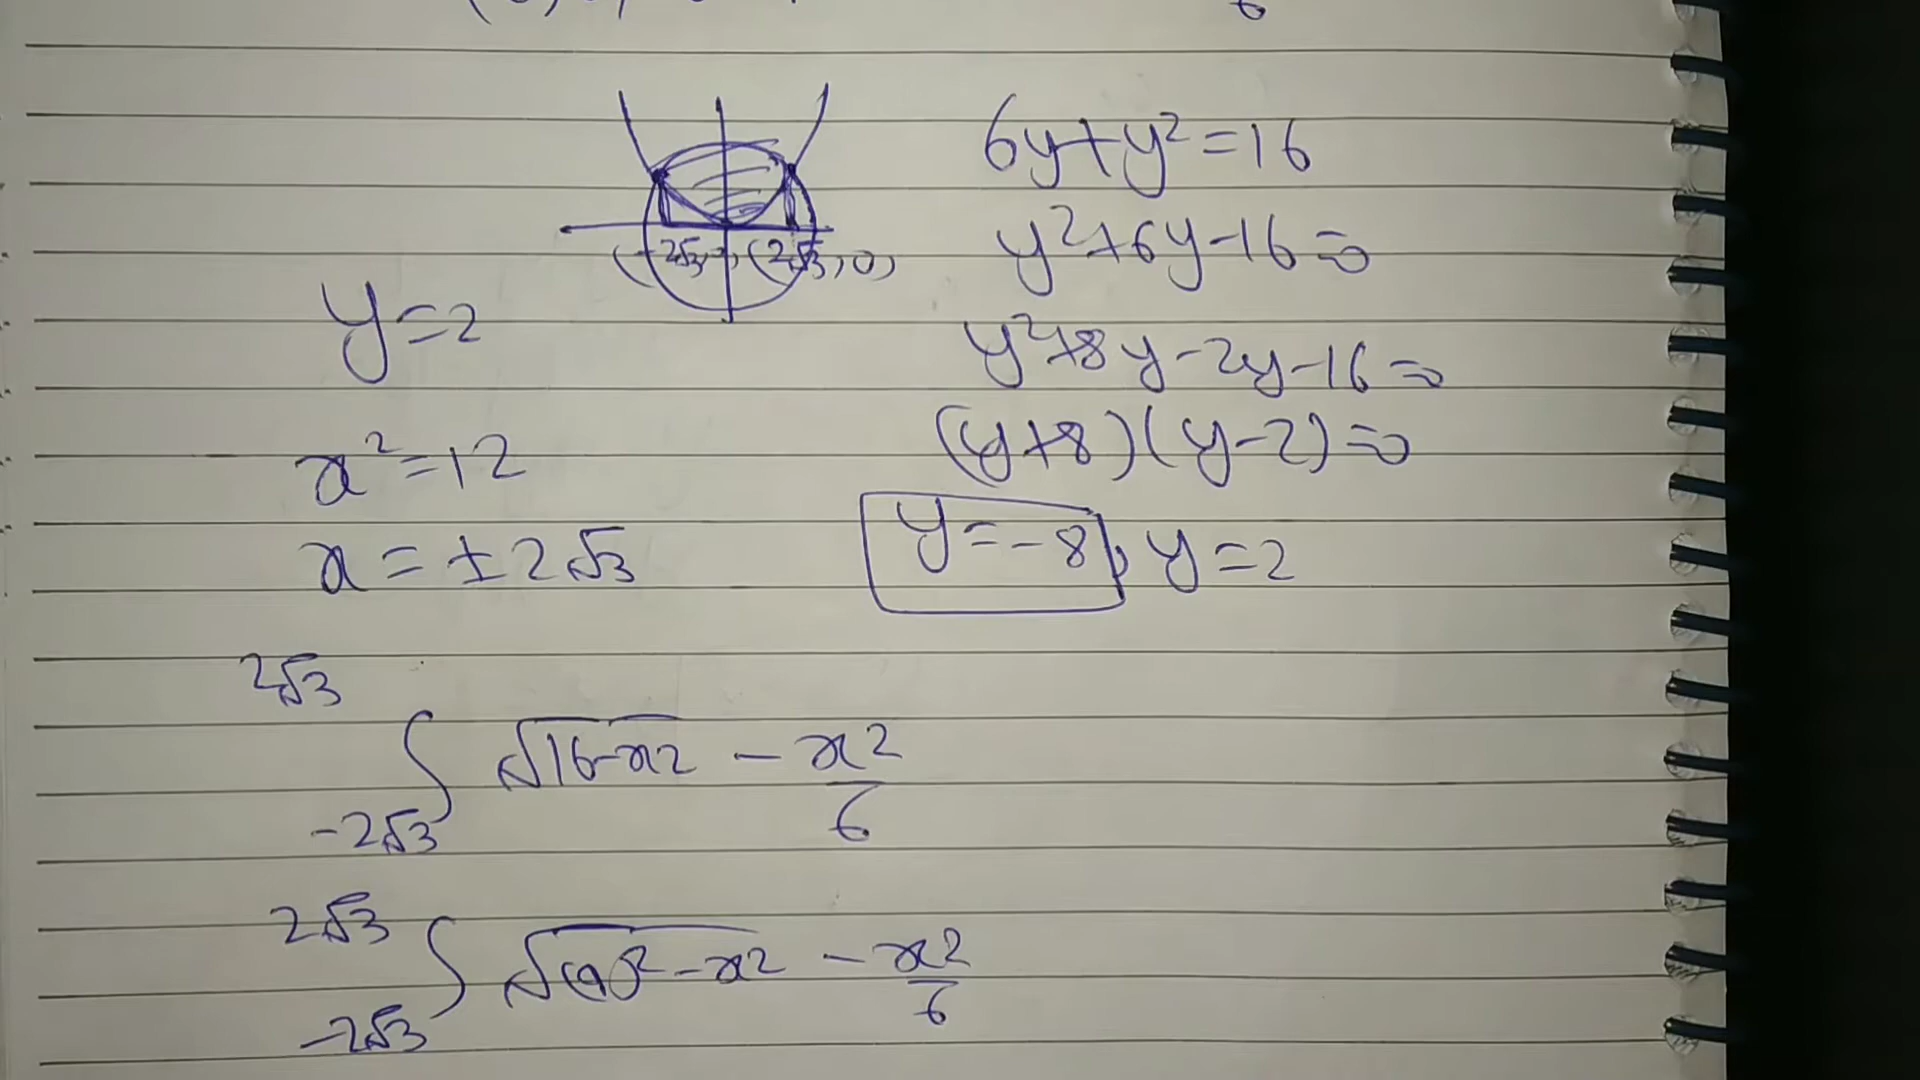 6y+y²=16
(-2√3,0) (2√3,0)
y²+6y-16=0
y=2
y²+8y-2y-16=0
x²=12
(y+8)(y-2)=0
x=±2√3
y=-8, y=2
2√3
∫ √16-x2 - x2/6
-2√3
2√3
∫ √(4)²-x2 - x2/6
-2√3